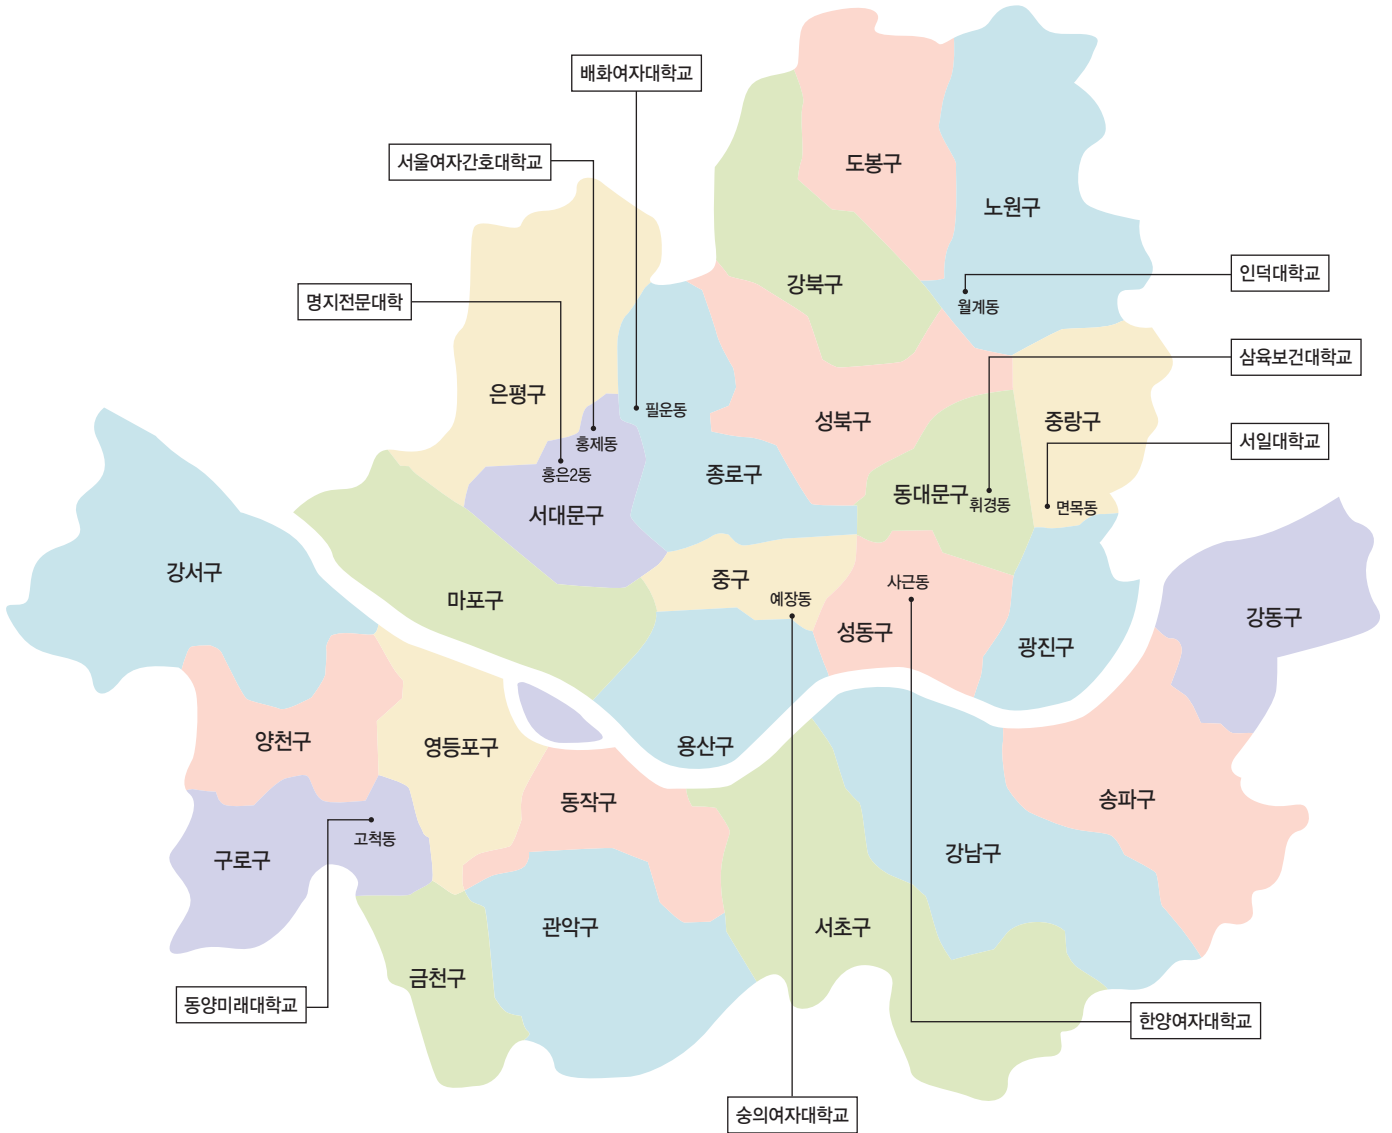 배화여자대학교
서울여자간호대학교
도봉구
노원구
인덕대학교
강북구
명지전문대학
월계동
삼육보건대학교
은평구
필운동
성북구
중랑구
홍제동
서일대학교
홍은2동
종로구
동대문구
휘경동
면목동
서대문구
강서구
중구
사근동
마포구
예장동
강동구
성동구
광진구
양천구
영등포구
용산구
동작구
송파구
고척동
구로구
강남구
관악구
서초구
금천구
동양미래대학교
한양여자대학교
숭의여자대학교